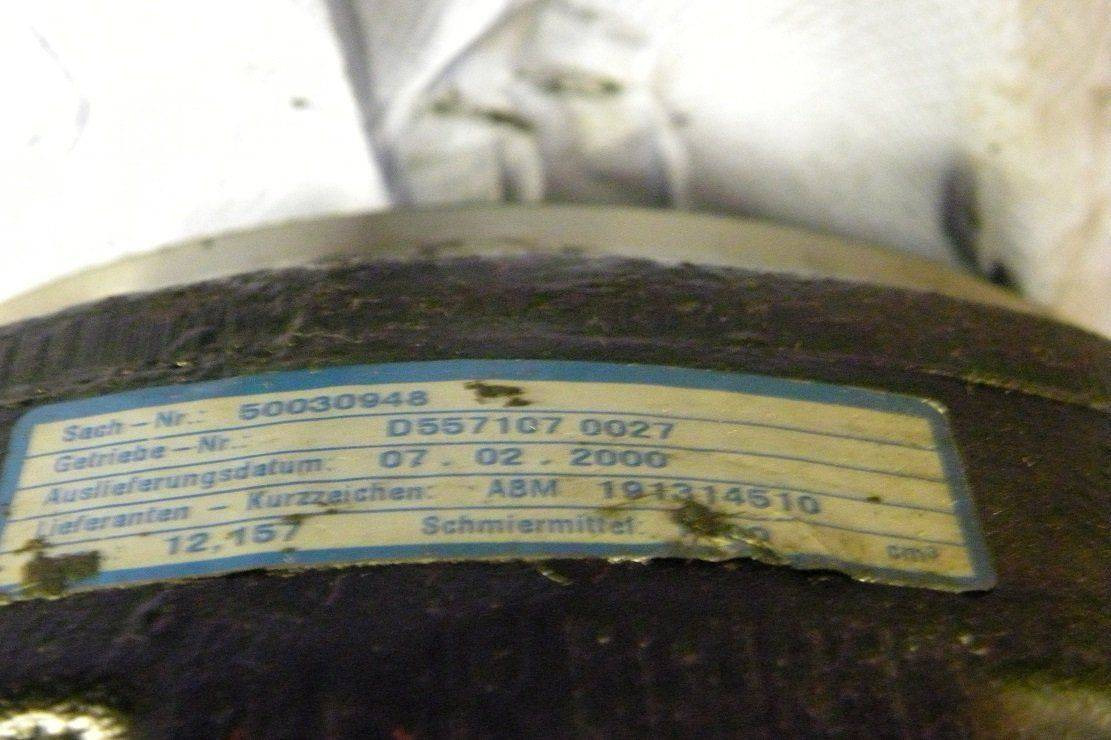 Sach-Nr.: 50030948
Getriebe-Nr.: D557107 0027
Auslieferungsdatum: 07.02.2000
Lieferanten - Kurzzeichen: ABM 191314510
12,157 Schmiermittel: cm3